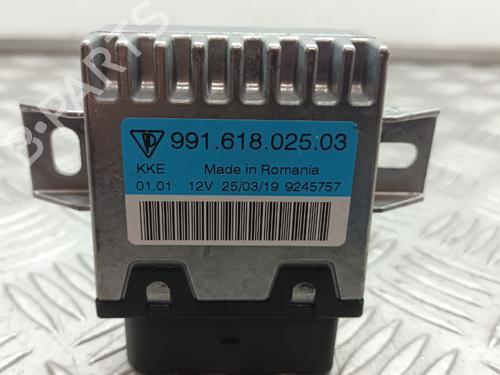 991.618.025.03
KKE Made in Romania
01.01 12V 25/03/19 9245757
B-PARTS